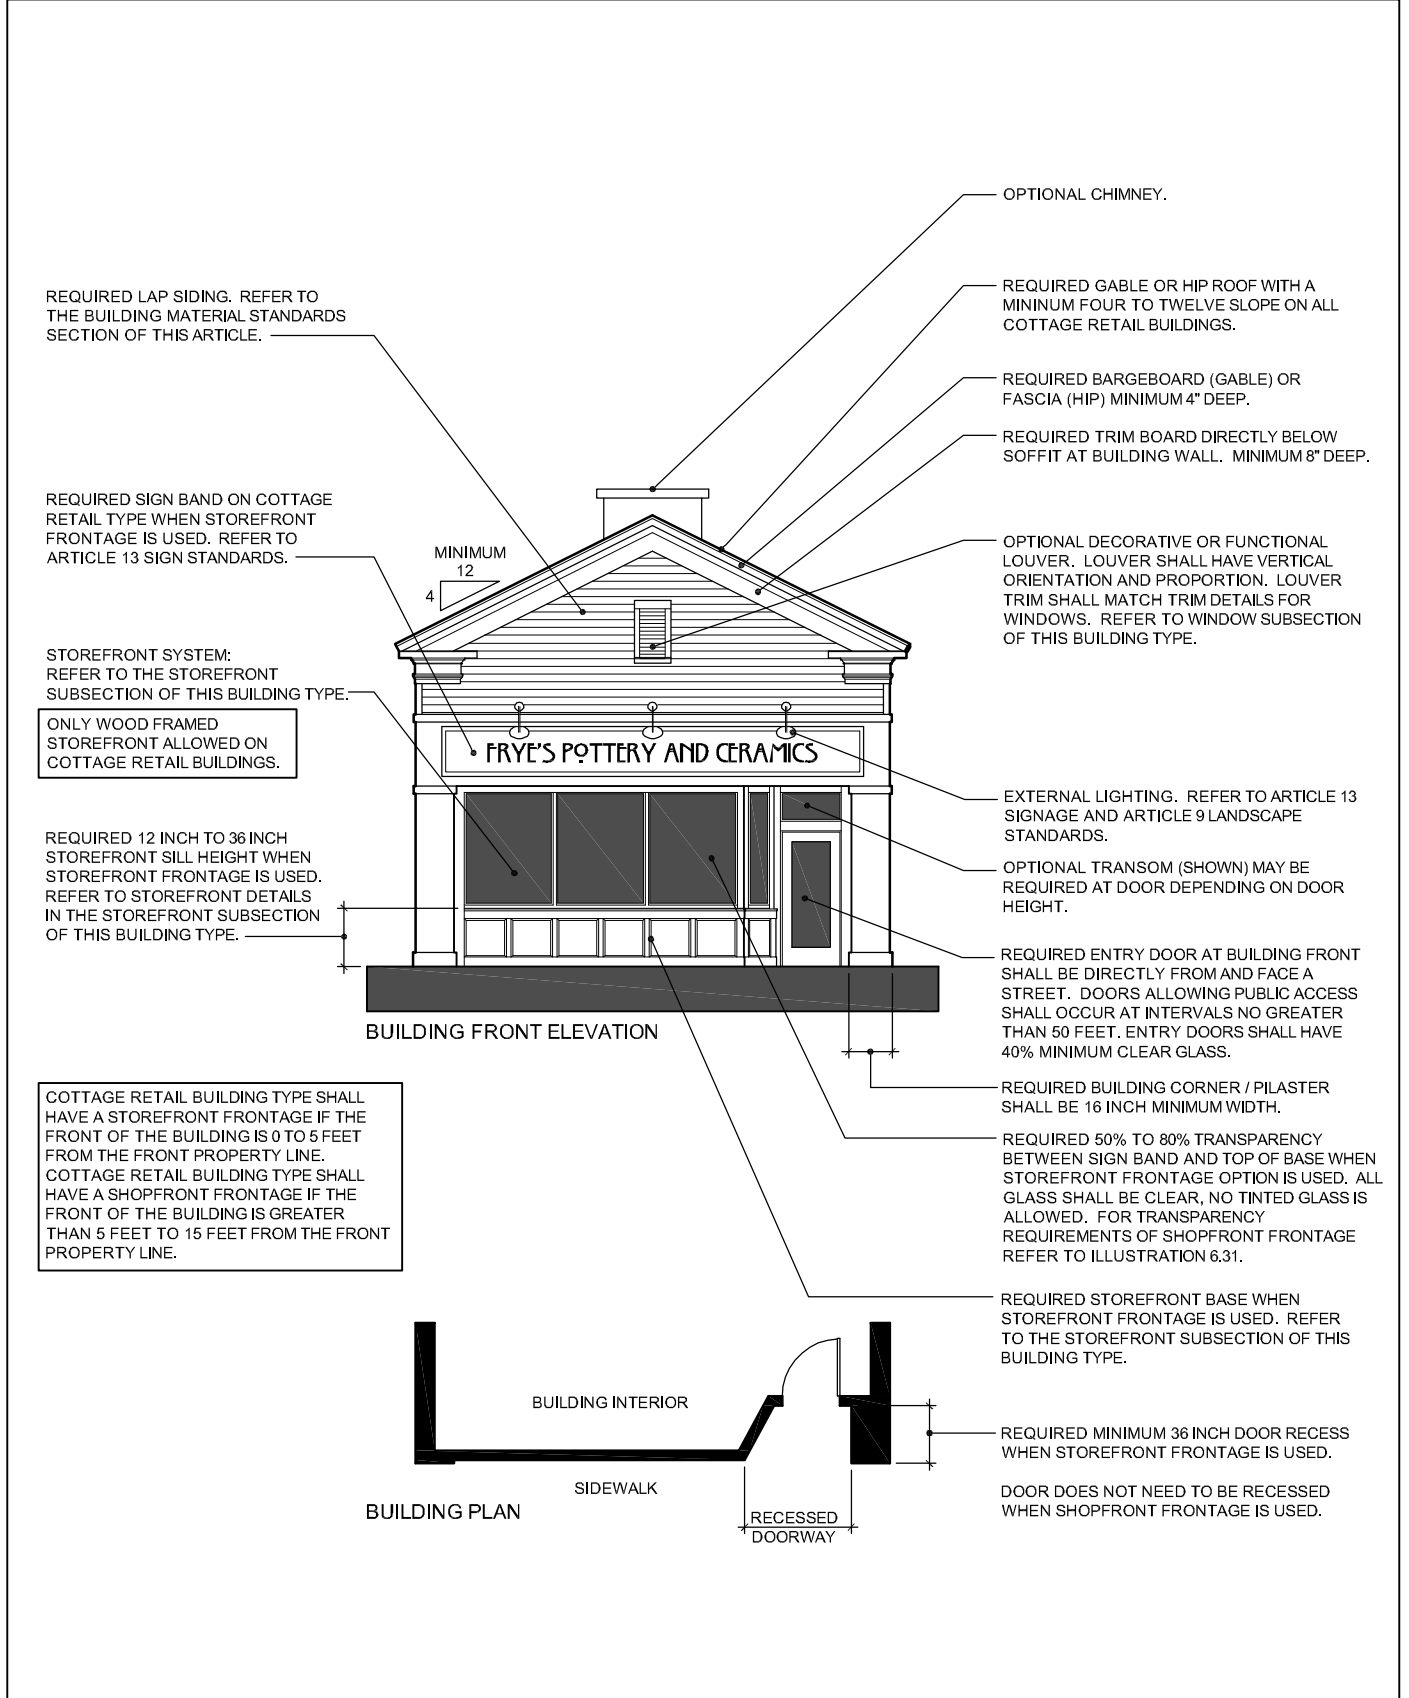 OPTIONAL CHIMNEY.
REQUIRED LAP SIDING. REFER TO
THE BUILDING MATERIAL STANDARDS
SECTION OF THIS ARTICLE.
REQUIRED GABLE OR HIP ROOF WITH A
MININUM FOUR TO TWELVE SLOPE ON ALL
COTTAGE RETAIL BUILDINGS.
REQUIRED BARGEBOARD (GABLE) OR
FASCIA (HIP) MINIMUM 4" DEEP.
REQUIRED TRIM BOARD DIRECTLY BELOW
SOFFIT AT BUILDING WALL. MINIMUM 8" DEEP.
REQUIRED SIGN BAND ON COTTAGE
RETAIL TYPE WHEN STOREFRONT
FRONTAGE IS USED. REFER TO
ARTICLE 13 SIGN STANDARDS.
MINIMUM
12
4
OPTIONAL DECORATIVE OR FUNCTIONAL
LOUVER. LOUVER SHALL HAVE VERTICAL
ORIENTATION AND PROPORTION. LOUVER
TRIM SHALL MATCH TRIM DETAILS FOR
WINDOWS. REFER TO WINDOW SUBSECTION
OF THIS BUILDING TYPE.
STOREFRONT SYSTEM:
REFER TO THE STOREFRONT
SUBSECTION OF THIS BUILDING TYPE.
ONLY WOOD FRAMED
STOREFRONT ALLOWED ON
COTTAGE RETAIL BUILDINGS.
FRYE'S POTTERY AND CERAMICS
EXTERNAL LIGHTING. REFER TO ARTICLE 13
SIGNAGE AND ARTICLE 9 LANDSCAPE
STANDARDS.
REQUIRED 12 INCH TO 36 INCH
STOREFRONT SILL HEIGHT WHEN
STOREFRONT FRONTAGE IS USED.
REFER TO STOREFRONT DETAILS
IN THE STOREFRONT SUBSECTION
OF THIS BUILDING TYPE.
OPTIONAL TRANSOM (SHOWN) MAY BE
REQUIRED AT DOOR DEPENDING ON DOOR
HEIGHT.
REQUIRED ENTRY DOOR AT BUILDING FRONT
SHALL BE DIRECTLY FROM AND FACE A
STREET. DOORS ALLOWING PUBLIC ACCESS
SHALL OCCUR AT INTERVALS NO GREATER
THAN 50 FEET. ENTRY DOORS SHALL HAVE
40% MINIMUM CLEAR GLASS.
BUILDING FRONT ELEVATION
REQUIRED BUILDING CORNER / PILASTER
SHALL BE 16 INCH MINIMUM WIDTH.
COTTAGE RETAIL BUILDING TYPE SHALL
HAVE A STOREFRONT FRONTAGE IF THE
FRONT OF THE BUILDING IS 0 TO 5 FEET
FROM THE FRONT PROPERTY LINE.
COTTAGE RETAIL BUILDING TYPE SHALL
HAVE A SHOPFRONT FRONTAGE IF THE
FRONT OF THE BUILDING IS GREATER
THAN 5 FEET TO 15 FEET FROM THE FRONT
PROPERTY LINE.
REQUIRED 50% TO 80% TRANSPARENCY
BETWEEN SIGN BAND AND TOP OF BASE WHEN
STOREFRONT FRONTAGE OPTION IS USED. ALL
GLASS SHALL BE CLEAR, NO TINTED GLASS IS
ALLOWED. FOR TRANSPARENCY
REQUIREMENTS OF SHOPFRONT FRONTAGE
REFER TO ILLUSTRATION 6.31.
REQUIRED STOREFRONT BASE WHEN
STOREFRONT FRONTAGE IS USED. REFER
TO THE STOREFRONT SUBSECTION OF THIS
BUILDING TYPE.
BUILDING INTERIOR
REQUIRED MINIMUM 36 INCH DOOR RECESS
WHEN STOREFRONT FRONTAGE IS USED.
SIDEWALK
DOOR DOES NOT NEED TO BE RECESSED
WHEN SHOPFRONT FRONTAGE IS USED.
BUILDING PLAN
RECESSED
DOORWAY